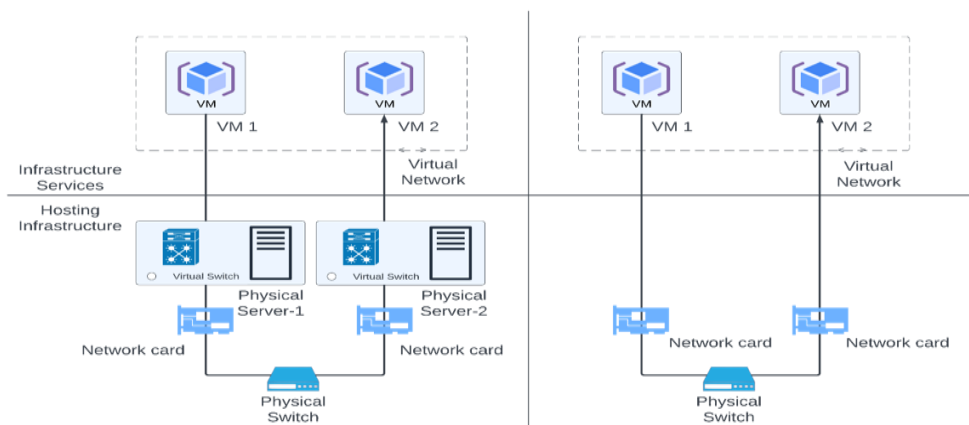 VM
VM 1
VM
VM 2
Virtual
Network
Infrastructure
Services
Hosting
Infrastructure
Virtual Switch
Physical
Server-1
Virtual Switch
Physical
Server-2
Network card
Network card
Physical
Switch
VM
VM 1
VM
VM 2
Virtual
Network
Network card
Network card
Physical
Switch